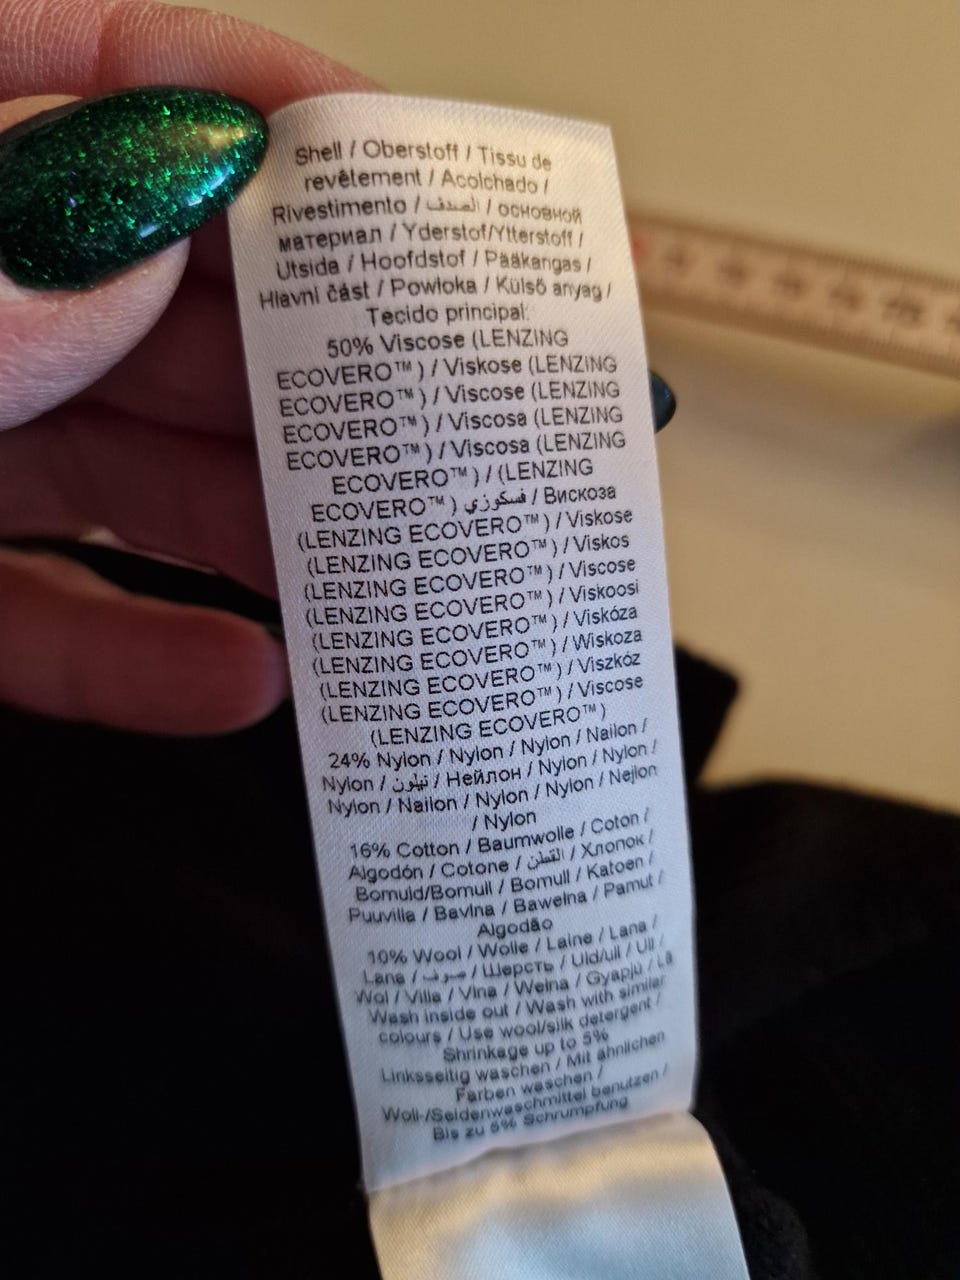 Shell / Oberstoff / Tissu de
revêtement / Acolchado /
Rivestimento / الصدف / основной
материал / Yderstof/Ytterstoff /
Utsida / Hoofdstof / Pääkangas /
Hlavní část / Powłoka / Külső anyag /
Tecido principal:
50% Viscose (LENZING
ECOVERO™) / Viskose (LENZING
ECOVERO™) / Viscose (LENZING
ECOVERO™) / Viscosa (LENZING
ECOVERO™) / Viscosa (LENZING
ECOVERO™) / (LENZING
ECOVERO™) فسكوزي / Вискоза
(LENZING ECOVERO™) / Viskose
(LENZING ECOVERO™) / Viskos
(LENZING ECOVERO™) / Viscose
(LENZING ECOVERO™) / Viskoosi
(LENZING ECOVERO™) / Viskóza
(LENZING ECOVERO™) / Wiskoza
(LENZING ECOVERO™) / Viszkóz
(LENZING ECOVERO™) / Viscose
(LENZING ECOVERO™)
24% Nylon / Nylon / Nylon / Nailon /
Nylon / نيلون / Нейлон / Nylon / Nylon /
Nylon / Nailon / Nylon / Nylon / Nejlon
/ Nylon
16% Cotton / Baumwolle / Coton /
Algodón / Cotone / القطن / Хлопок /
Bomuld/Bomull / Bomull / Katoen /
Puuvilla / Bavlna / Bawełna / Pamut /
Algodão
10% Wool / Wolle / Laine / Lana /
Lana / صوف / Шерсть / Uld/ull / Ull /
Wol / Villa / Vlna / Wełna / Gyapjú / Lã
Wash inside out / Wash with similar
colours / Use wool/silk detergent /
Shrinkage up to 5%
Linksseitig waschen / Mit ähnlichen
Farben waschen /
Woll-/Seidenwaschmittel benutzen /
Bis zu 5% Schrumpfung